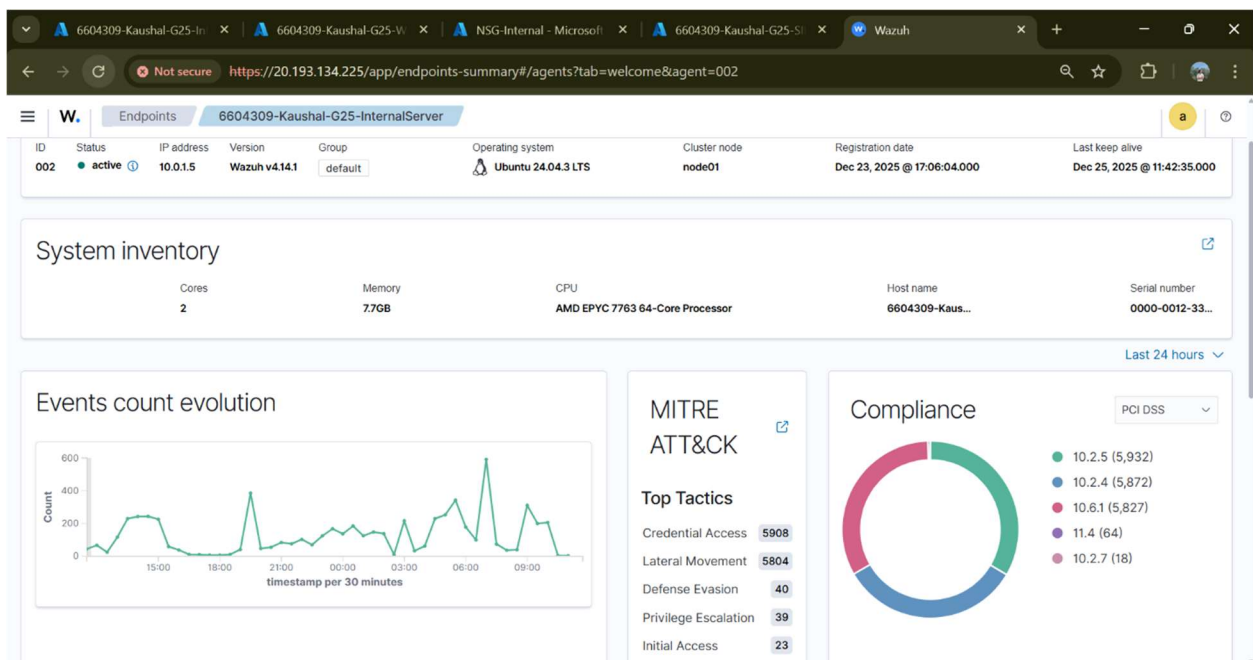 6604309-Kaushal-G25-In
6604309-Kaushal-G25-W
NSG-Internal - Microsoft
6604309-Kaushal-G25-SI
Wazuh
Not secure https://20.193.134.225/app/endpoints-summary#/agents?tab=welcome&agent=002
W. Endpoints 6604309-Kaushal-G25-InternalServer a
ID Status IP address Version Group Operating system Cluster node Registration date Last keep alive
002 active 10.0.1.5 Wazuh v4.14.1 default Ubuntu 24.04.3 LTS node01 Dec 23, 2025 @ 17:06:04.000 Dec 25, 2025 @ 11:42:35.000
System inventory
Cores Memory CPU Host name Serial number
2 7.7GB AMD EPYC 7763 64-Core Processor 6604309-Kaus... 0000-0012-33...
Last 24 hours
Events count evolution
Count
600
400
200
0
15:00 18:00 21:00 00:00 03:00 06:00 09:00
timestamp per 30 minutes
MITRE
ATT&CK
Top Tactics
Credential Access 5908
Lateral Movement 5804
Defense Evasion 40
Privilege Escalation 39
Initial Access 23
Compliance
PCI DSS
10.2.5 (5,932)
10.2.4 (5,872)
10.6.1 (5,827)
11.4 (64)
10.2.7 (18)